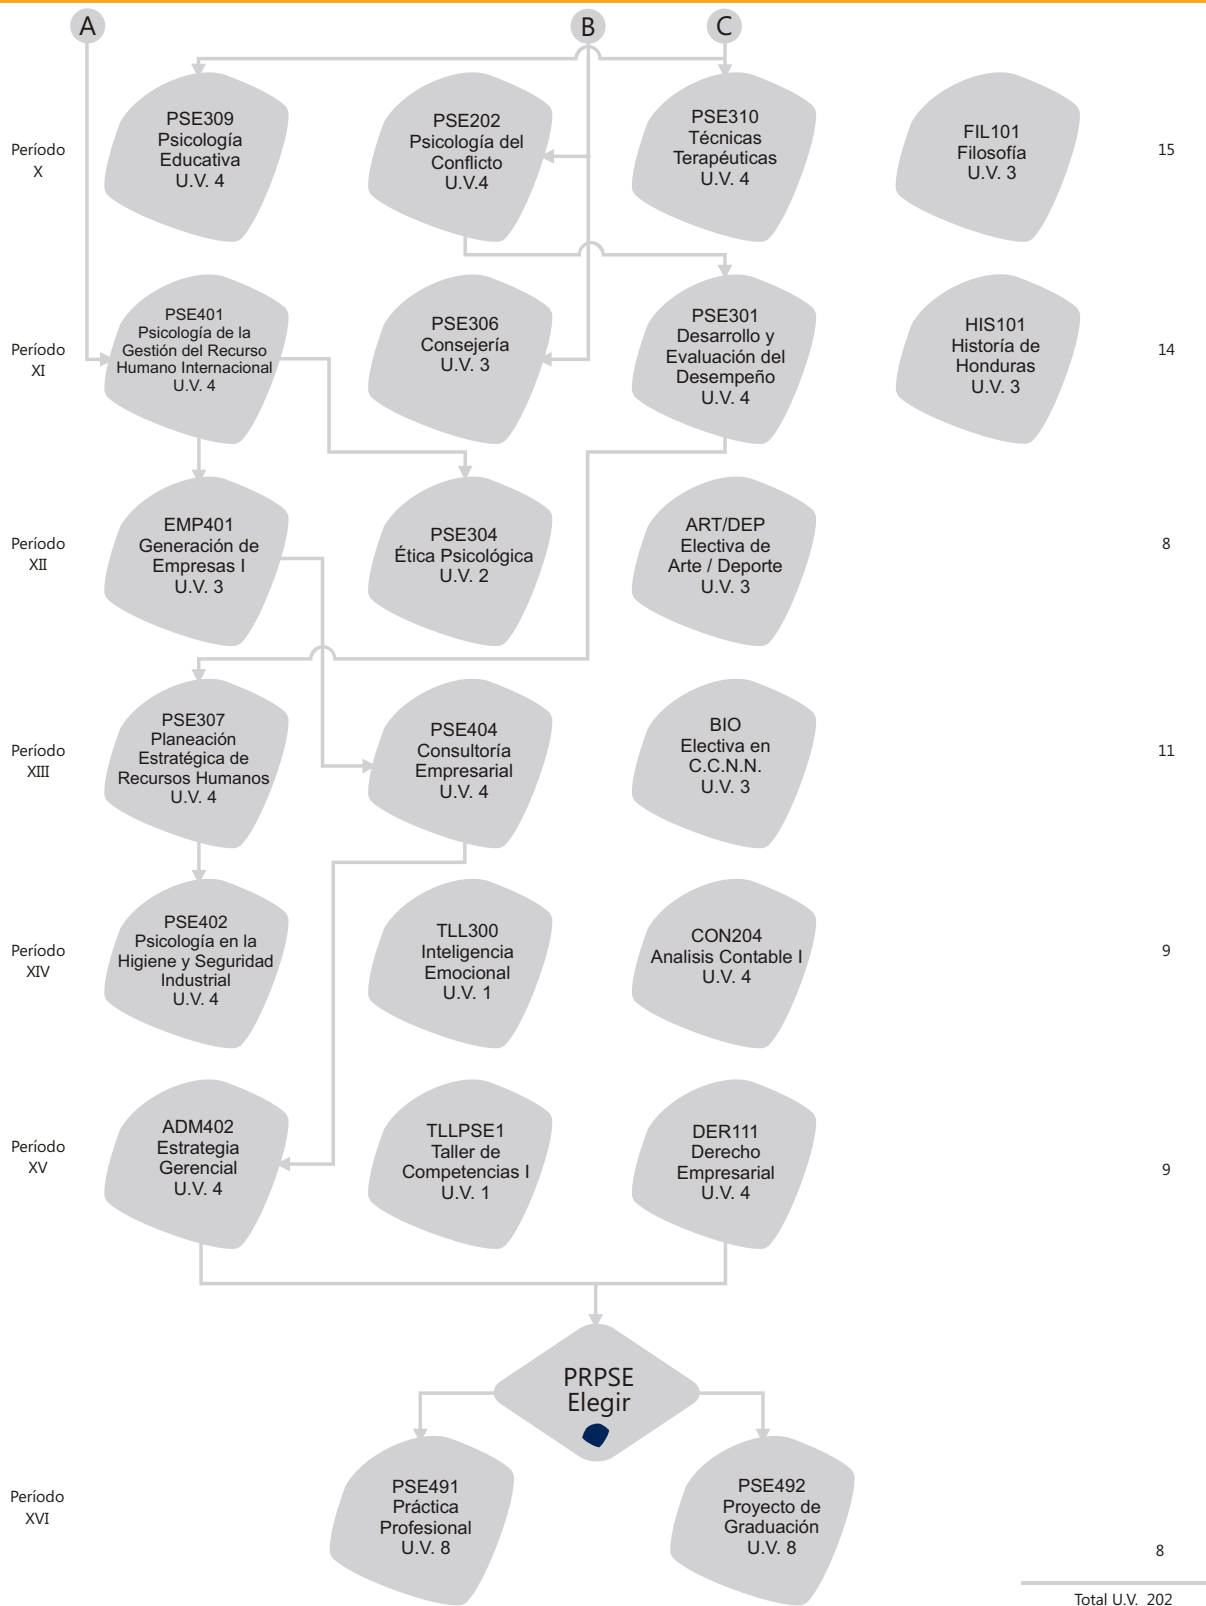 A
B
C
Período
X
PSE309
Psicología
Educativa
U.V. 4
PSE202
Psicología del
Conflicto
U.V.4
PSE310
Técnicas
Terapéuticas
U.V. 4
FIL101
Filosofía
U.V. 3
15
Período
XI
PSE401
Psicología de la
Gestión del Recurso
Humano Internacional
U.V. 4
PSE306
Consejería
U.V. 3
PSE301
Desarrollo y
Evaluación del
Desempeño
U.V. 4
HIS101
Historía de
Honduras
U.V. 3
14
Período
XII
EMP401
Generación de
Empresas I
U.V. 3
PSE304
Ética Psicológica
U.V. 2
ART/DEP
Electiva de
Arte / Deporte
U.V. 3
8
Período
XIII
PSE307
Planeación
Estratégica de
Recursos Humanos
U.V. 4
PSE404
Consultoría
Empresarial
U.V. 4
BIO
Electiva en
C.C.N.N.
U.V. 3
11
Período
XIV
PSE402
Psicología en la
Higiene y Seguridad
Industrial
U.V. 4
TLL300
Inteligencia
Emocional
U.V. 1
CON204
Analisis Contable I
U.V. 4
9
Período
XV
ADM402
Estrategia
Gerencial
U.V. 4
TLLPSE1
Taller de
Competencias I
U.V. 1
DER111
Derecho
Empresarial
U.V. 4
9
PRPSE
Elegir
Período
XVI
PSE491
Práctica
Profesional
U.V. 8
PSE492
Proyecto de
Graduación
U.V. 8
8
Total U.V. 202